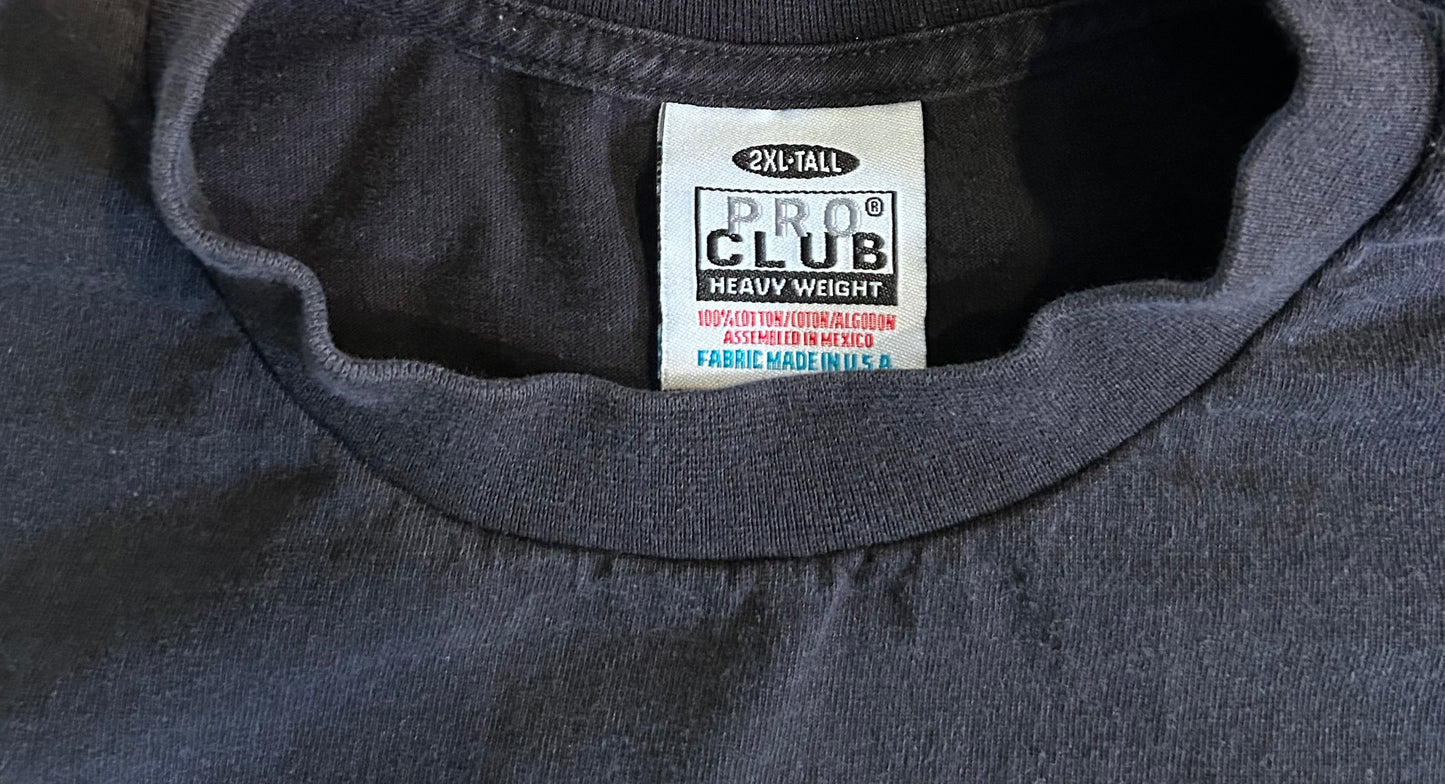 2XL·TALL
PRO®
CLUB
HEAVY WEIGHT
100% COTTON/COTON/ALGODON
ASSEMBLED IN MEXICO
FABRIC MADE IN U.S.A